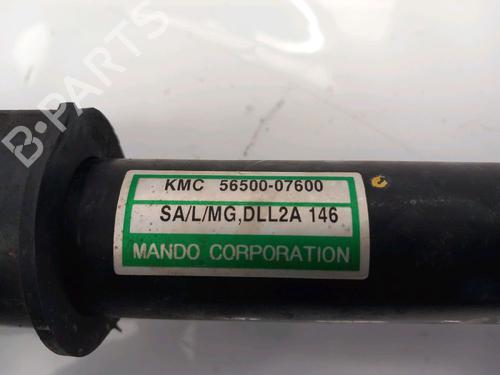 B-PARTS
KMC 56500-07600
SA/L/MG,DLL2A 146
MANDO CORPORATION